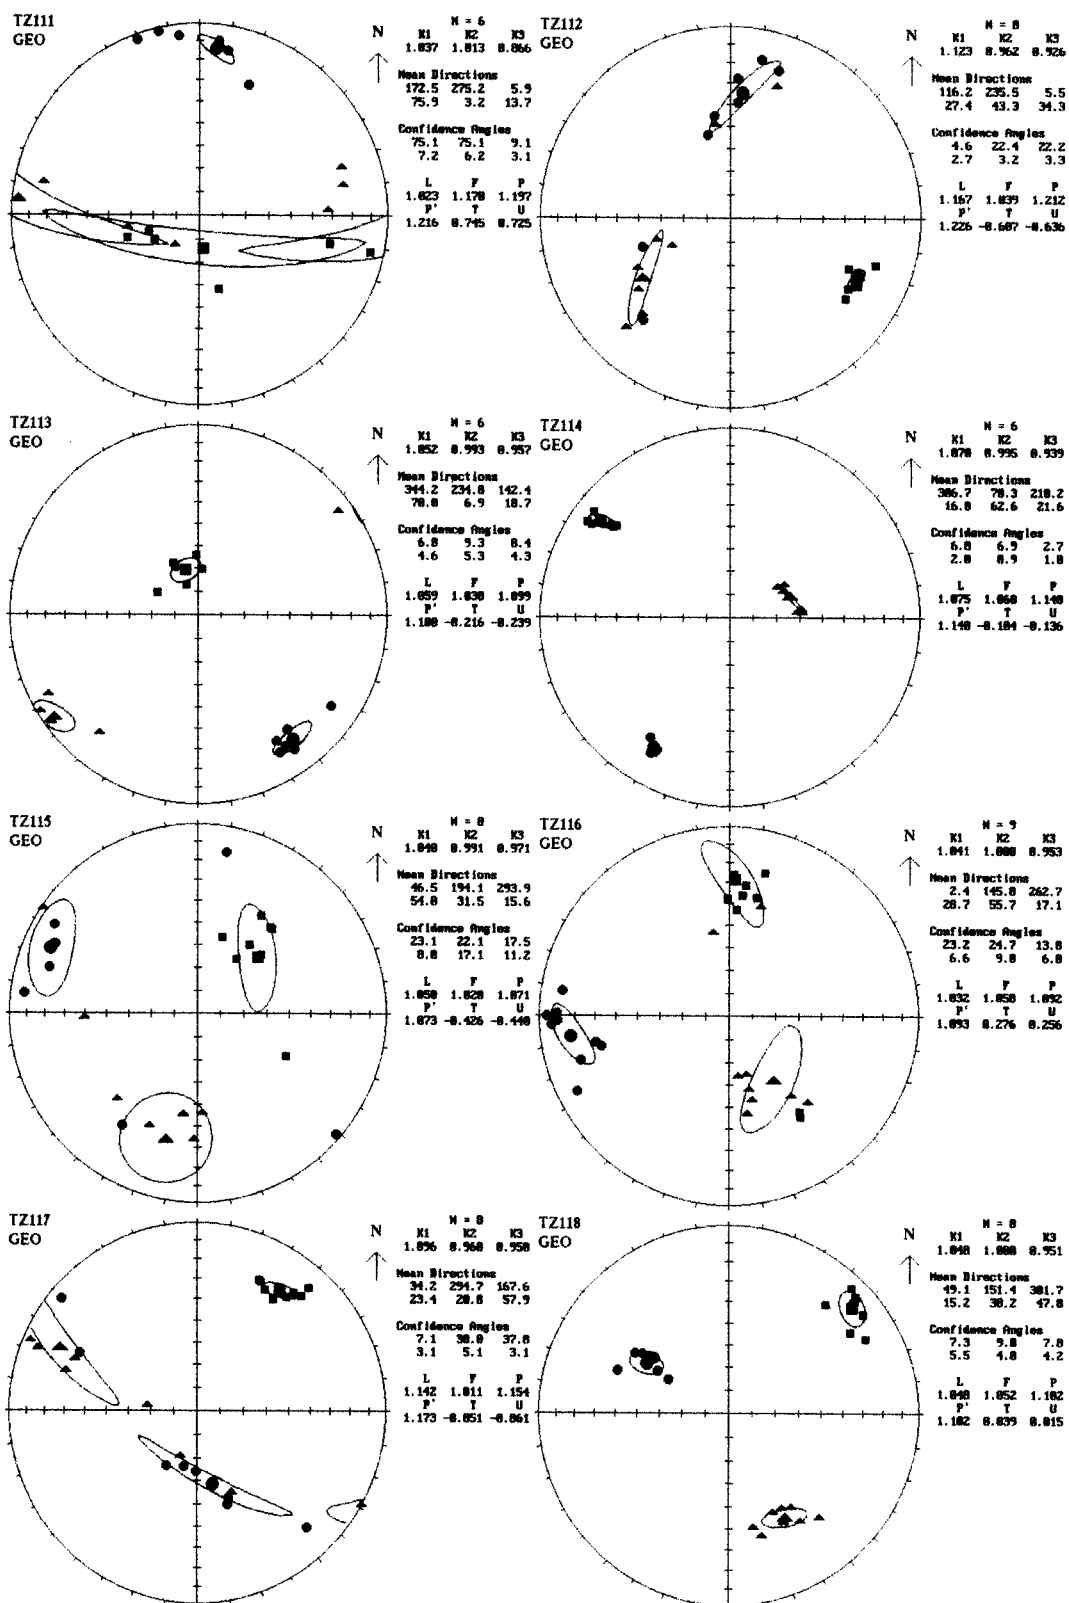 TZ111
GEO
N
N = 6
K1 K2 K3
1.037 1.013 0.866
Mean Directions
172.5 275.2 5.9
75.9 3.2 13.7
Confidence Angles
75.1 75.1 9.1
7.2 6.2 3.1
L F P
1.023 1.170 1.197
P' T U
1.216 0.745 0.725
TZ112
GEO
N
N = 8
K1 K2 K3
1.123 0.962 0.926
Mean Directions
116.2 235.5 5.5
27.4 43.3 34.3
Confidence Angles
4.6 22.4 22.2
2.7 3.2 3.3
L F P
1.167 1.039 1.212
P' T U
1.226 -0.607 -0.636
TZ113
GEO
N
N = 6
K1 K2 K3
1.052 0.993 0.957
Mean Directions
344.2 234.8 142.4
70.0 6.9 18.7
Confidence Angles
6.8 9.3 8.4
4.6 5.3 4.3
L F P
1.059 1.038 1.099
P' T U
1.100 -0.216 -0.239
TZ114
GEO
N
N = 6
K1 K2 K3
1.070 0.995 0.939
Mean Directions
306.7 70.3 210.2
16.8 62.6 21.6
Confidence Angles
6.8 6.9 2.7
2.0 0.9 1.8
L F P
1.075 1.060 1.140
P' T U
1.140 -0.104 -0.136
TZ115
GEO
N
N = 8
K1 K2 K3
1.040 0.991 0.971
Mean Directions
46.5 194.1 293.9
54.0 31.5 15.6
Confidence Angles
23.1 22.1 17.5
8.8 17.1 11.2
L F P
1.050 1.020 1.071
P' T U
1.073 -0.426 -0.440
TZ116
GEO
N
N = 9
K1 K2 K3
1.041 1.008 0.953
Mean Directions
2.4 145.8 262.7
28.7 55.7 17.1
Confidence Angles
23.2 24.7 13.8
6.6 9.8 6.8
L F P
1.032 1.058 1.092
P' T U
1.093 0.276 0.256
TZ117
GEO
N
N = 8
K1 K2 K3
1.096 0.960 0.950
Mean Directions
34.2 294.7 167.6
23.4 20.8 57.9
Confidence Angles
7.1 38.0 37.8
3.1 5.1 3.1
L F P
1.142 1.011 1.154
P' T U
1.173 -0.851 -0.861
TZ118
GEO
N
N = 8
K1 K2 K3
1.048 1.000 0.951
Mean Directions
49.1 151.4 301.7
15.2 38.2 47.8
Confidence Angles
7.3 9.0 7.8
5.5 4.8 4.2
L F P
1.048 1.052 1.102
P' T U
1.102 0.039 0.015